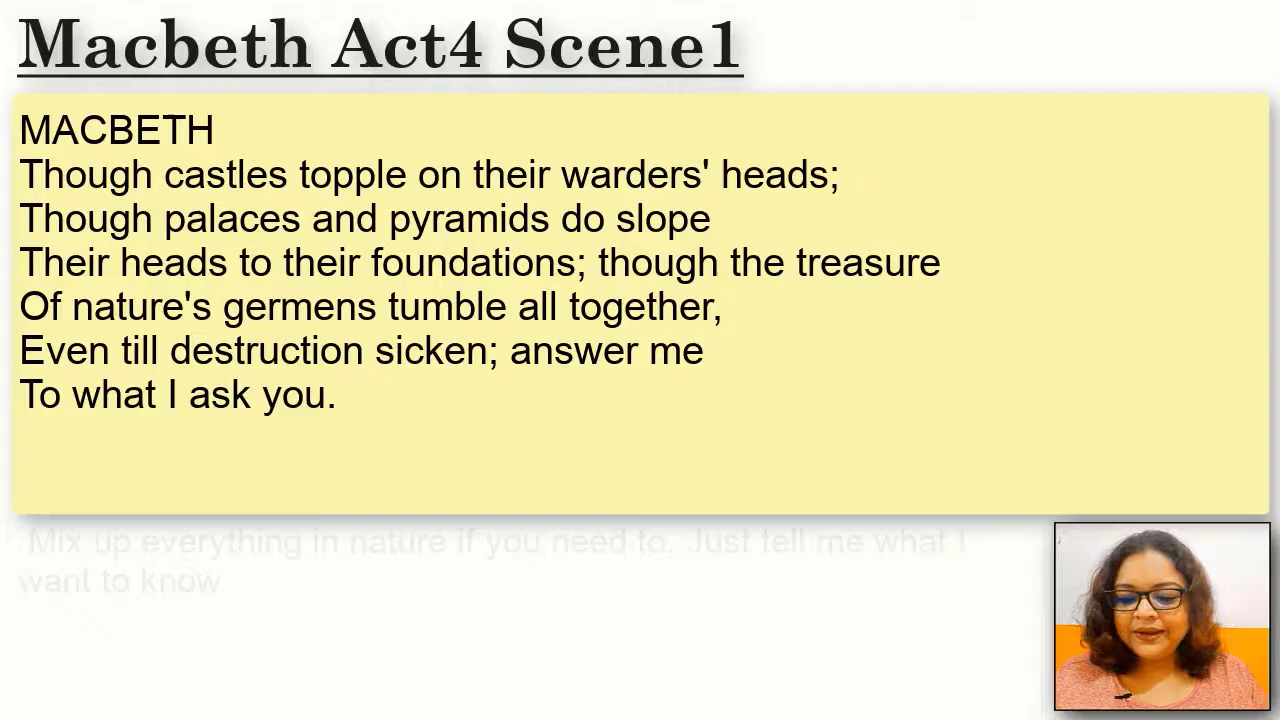 Macbeth Act4 Scene1
MACBETH
Though castles topple on their warders' heads;
Though palaces and pyramids do slope
Their heads to their foundations; though the treasure
Of nature's germens tumble all together,
Even till destruction sicken; answer me
To what I ask you.
Mix up everything in nature if you need to. Just tell me what I
want to know